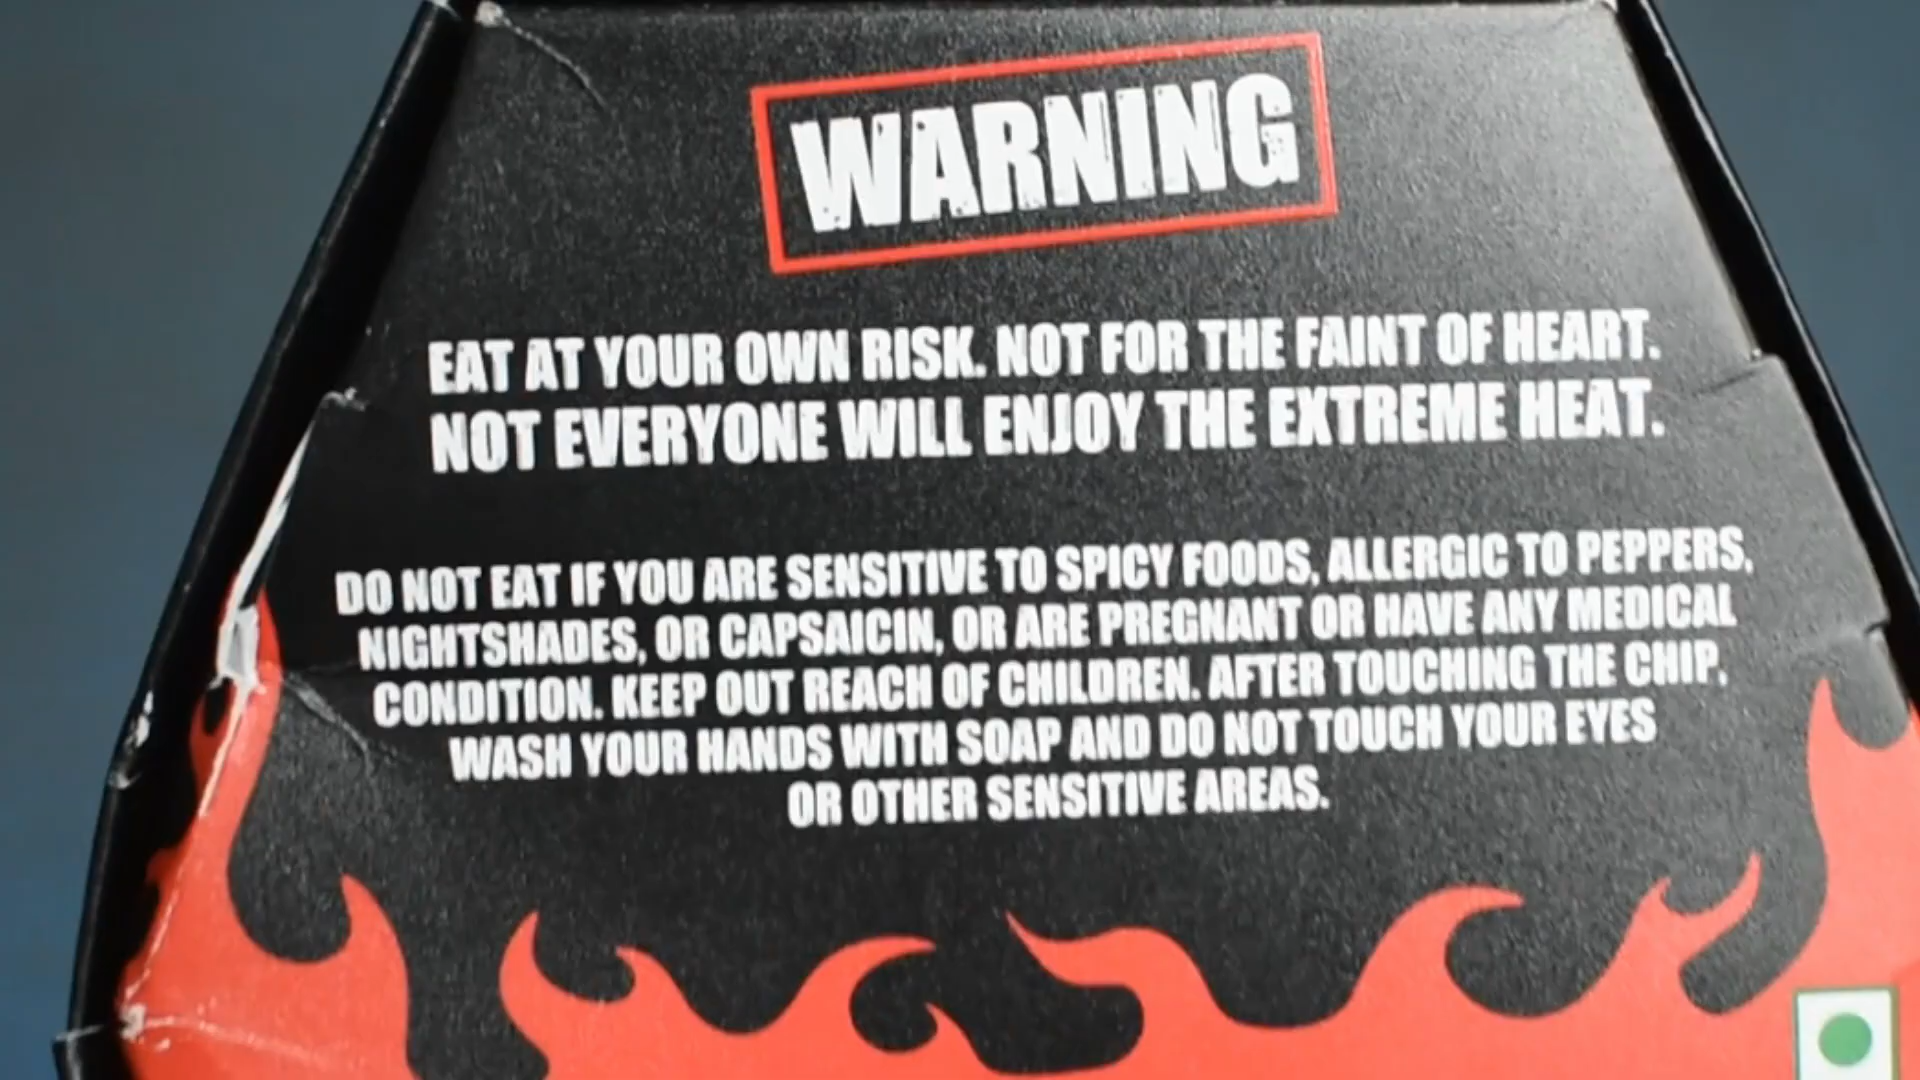 WARNING
EAT AT YOUR OWN RISK. NOT FOR THE FAINT OF HEART.
NOT EVERYONE WILL ENJOY THE EXTREME HEAT.
DO NOT EAT IF YOU ARE SENSITIVE TO SPICY FOODS, ALLERGIC TO PEPPERS,
NIGHTSHADES, OR CAPSAICIN, OR ARE PREGNANT OR HAVE ANY MEDICAL
CONDITION. KEEP OUT REACH OF CHILDREN. AFTER TOUCHING THE CHIP,
WASH YOUR HANDS WITH SOAP AND DO NOT TOUCH YOUR EYES
OR OTHER SENSITIVE AREAS.